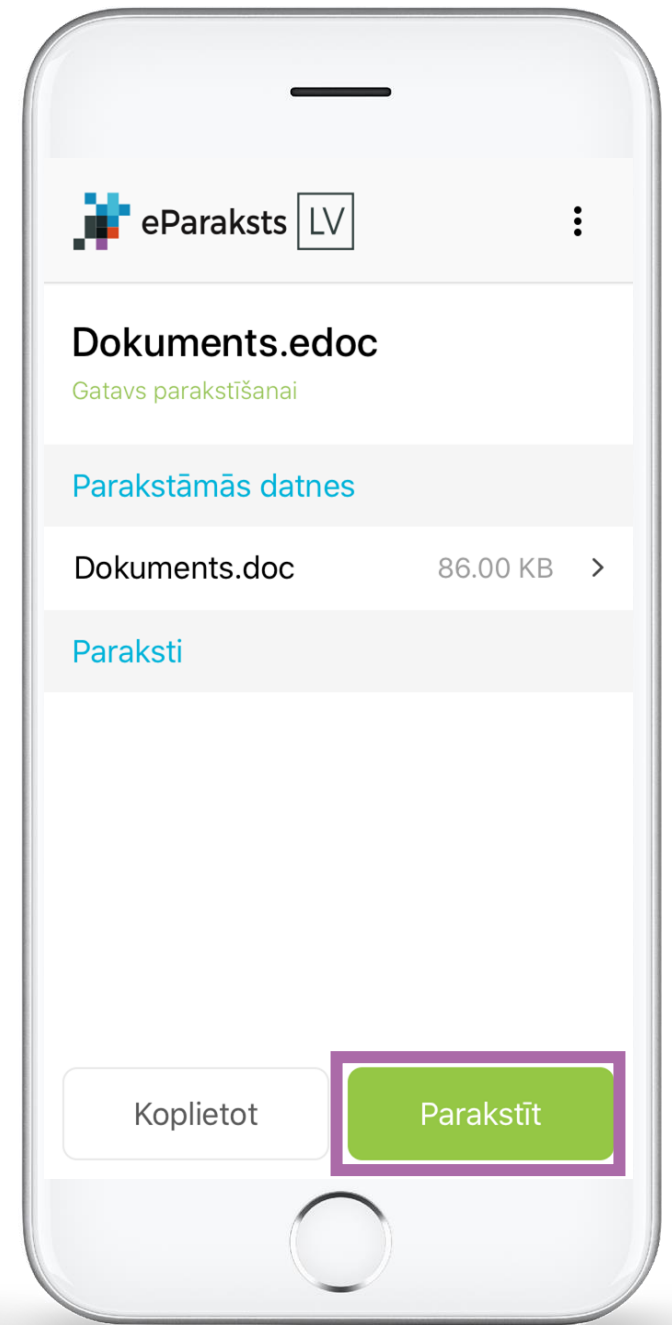 eParaksts LV
Dokuments.edoc
Gatavs parakstīšanai
Parakstāmās datnes
Dokuments.doc 86.00 KB
Paraksti
Koplietot Parakstīt